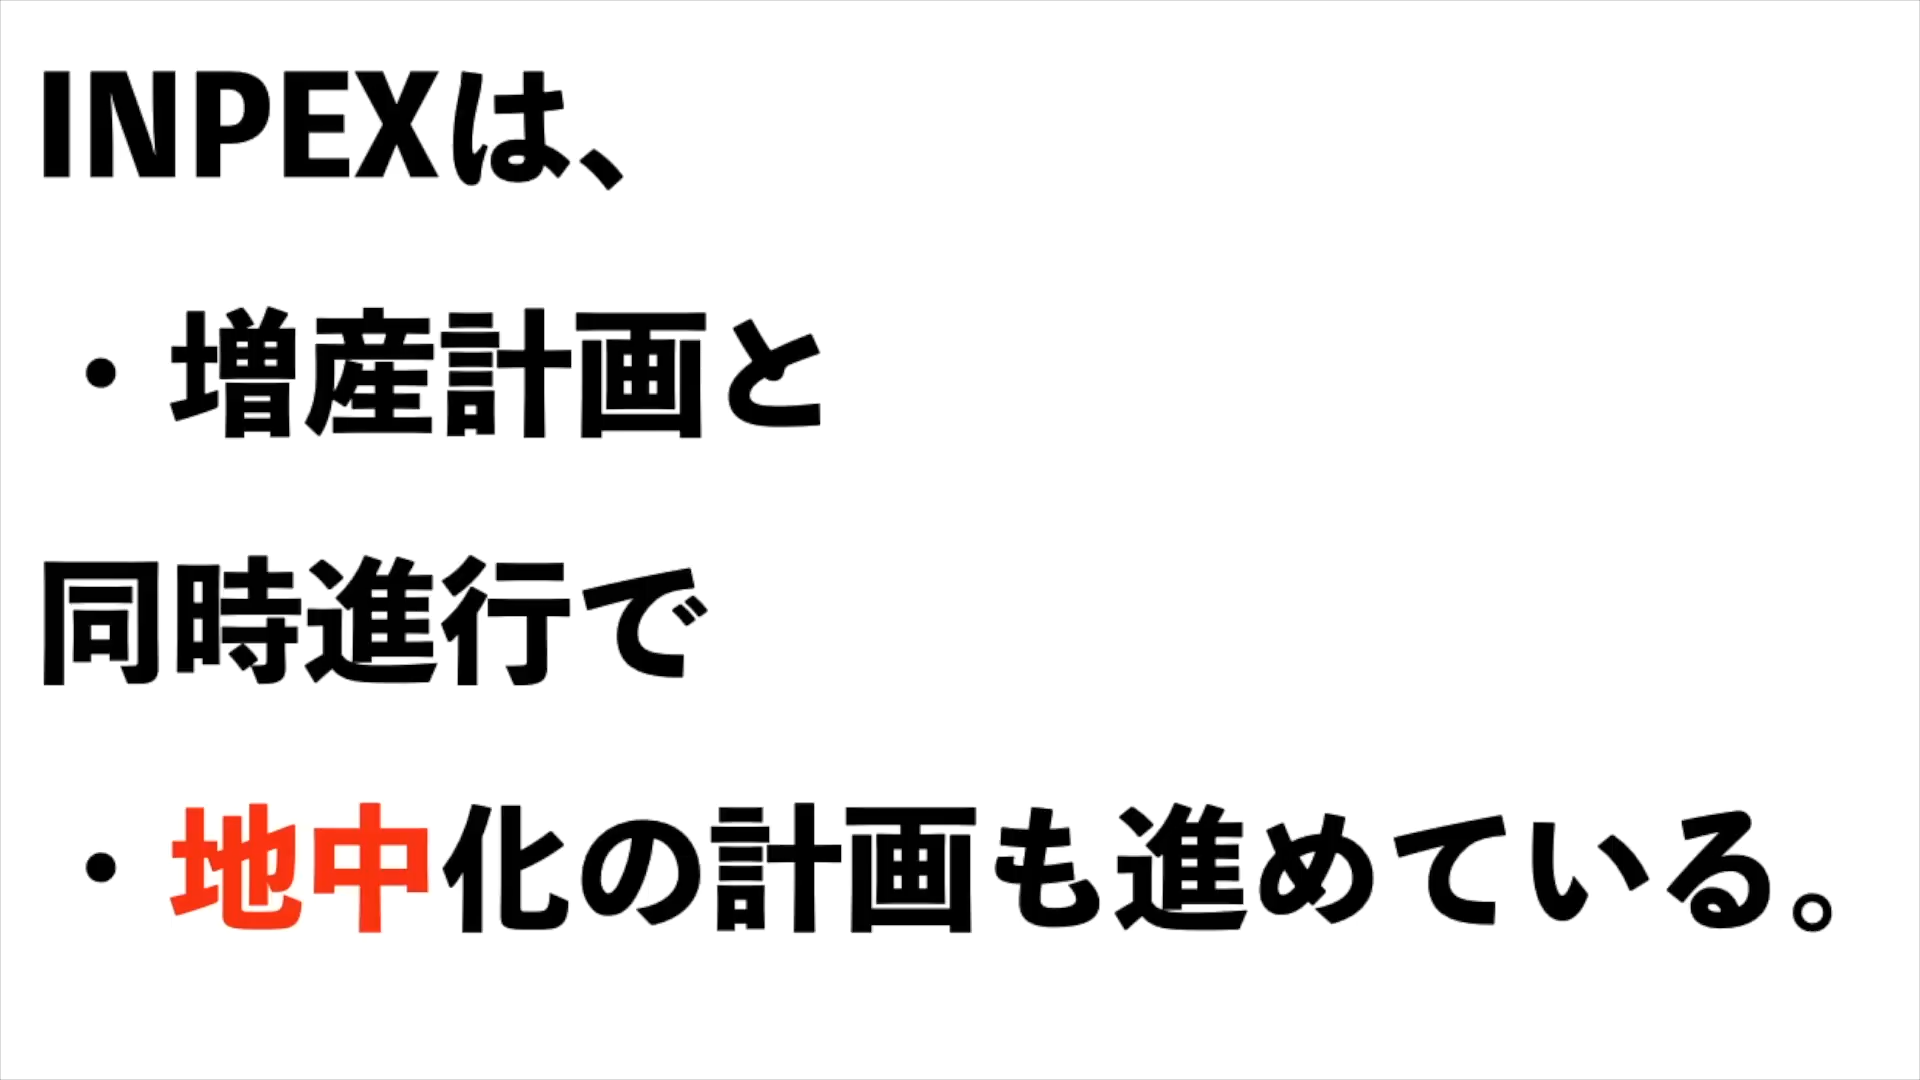 INPEXは、
・増産計画と
同時進行で
・地中化の計画も進めている。